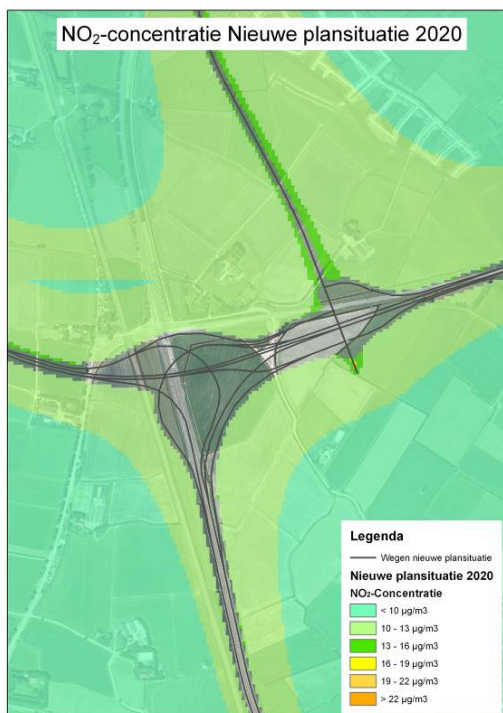 NO₂-concentratie Nieuwe plansituatie 2020
Legenda
Wegen nieuwe plansituatie
Nieuwe plansituatie 2020
NO₂-Concentratie
< 10 µg/m3
10 - 13 µg/m3
13 - 16 µg/m3
16 - 19 µg/m3
19 - 22 µg/m3
> 22 µg/m3